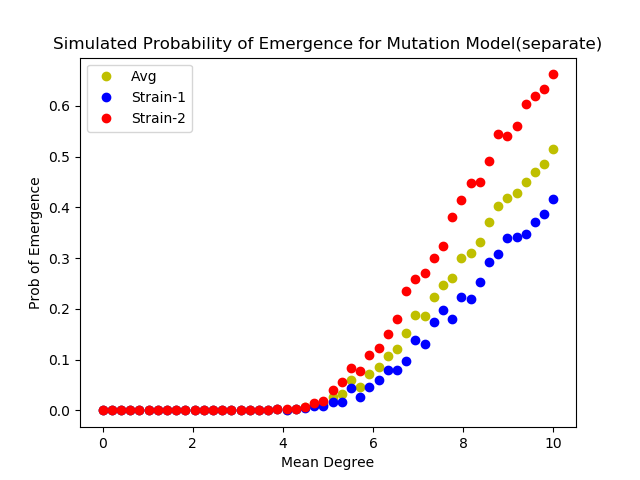 Simulated Probability of Emergence for Mutation Model(separate)
Avg
Strain-1
Strain-2
Prob of Emergence
0.6
0.5
0.4
0.3
0.2
0.1
0.0
0 2 4 6 8 10
Mean Degree